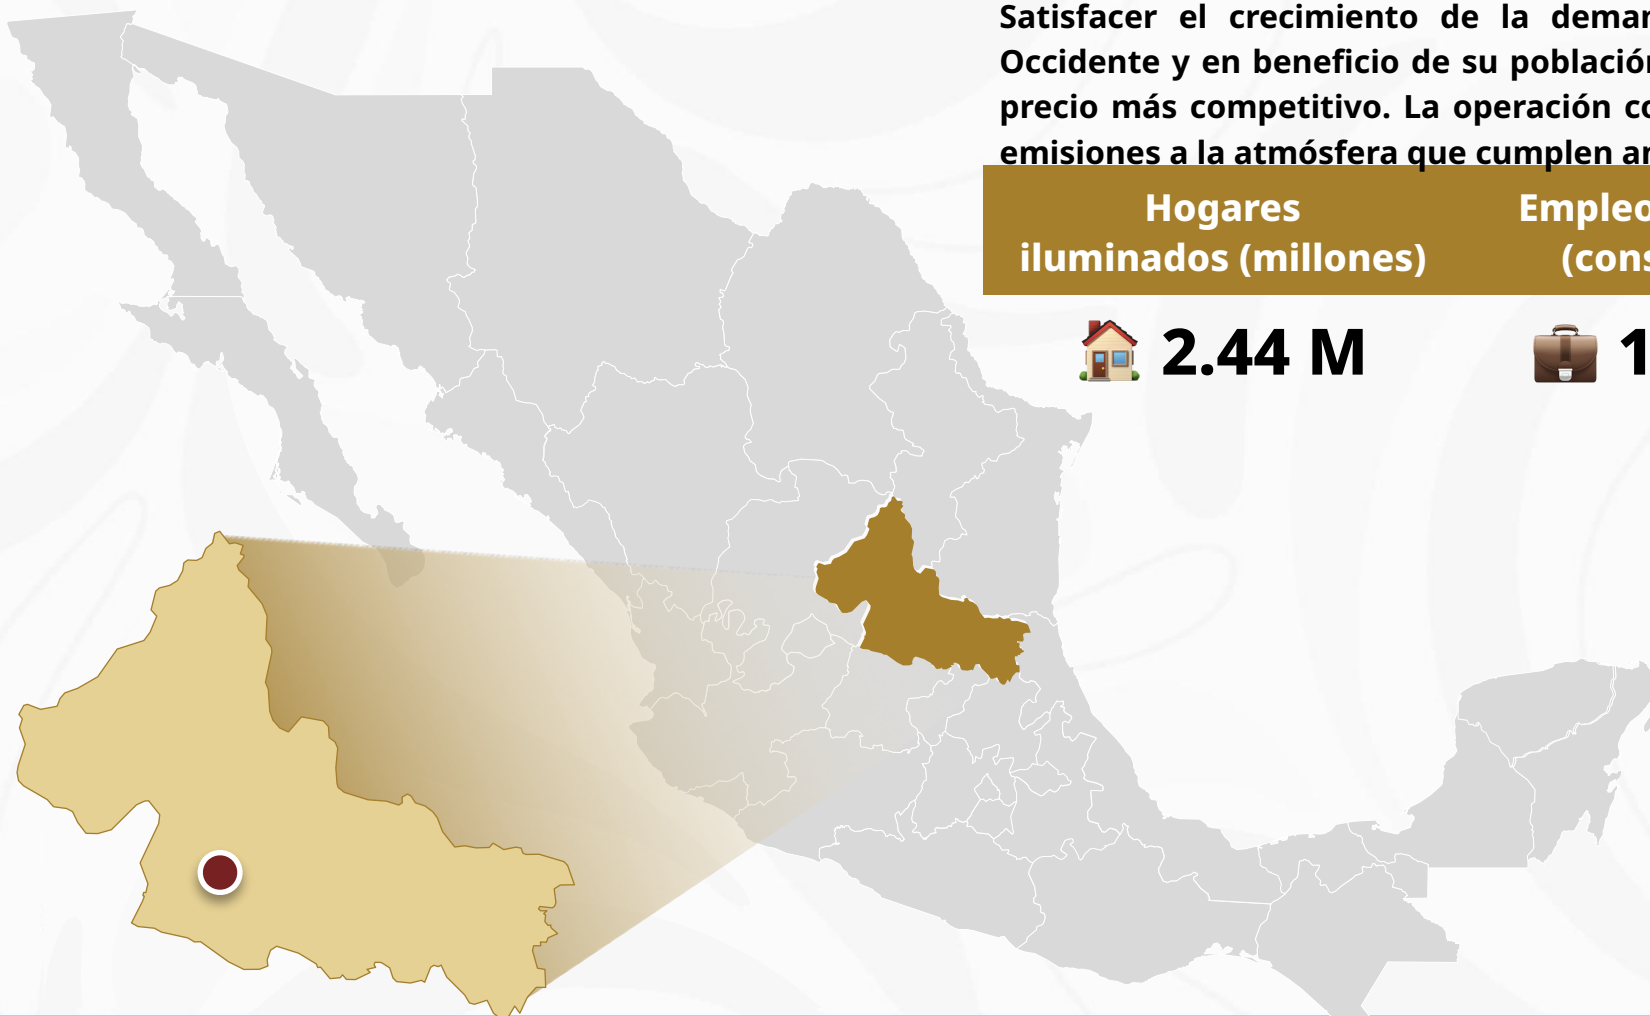 Satisfacer el crecimiento de la
Occidente y en beneficio de su población
precio más competitivo. La operación
emisiones a la atmósfera que cumplen
Hogares
iluminados (millones)
2.44 M